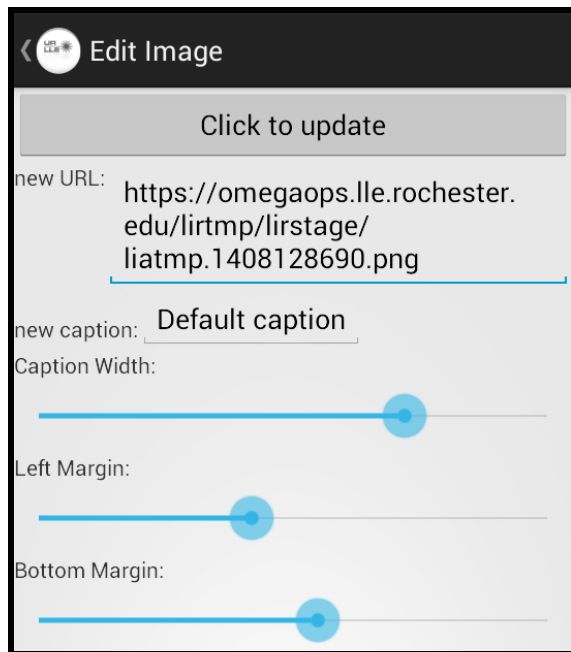 Edit Image
Click to update
new URL:
https://omegaops.lle.rochester.
edu/lirtmp/lirstage/
liatmp.1408128690.png
new caption: Default caption
Caption Width:
Left Margin:
Bottom Margin: